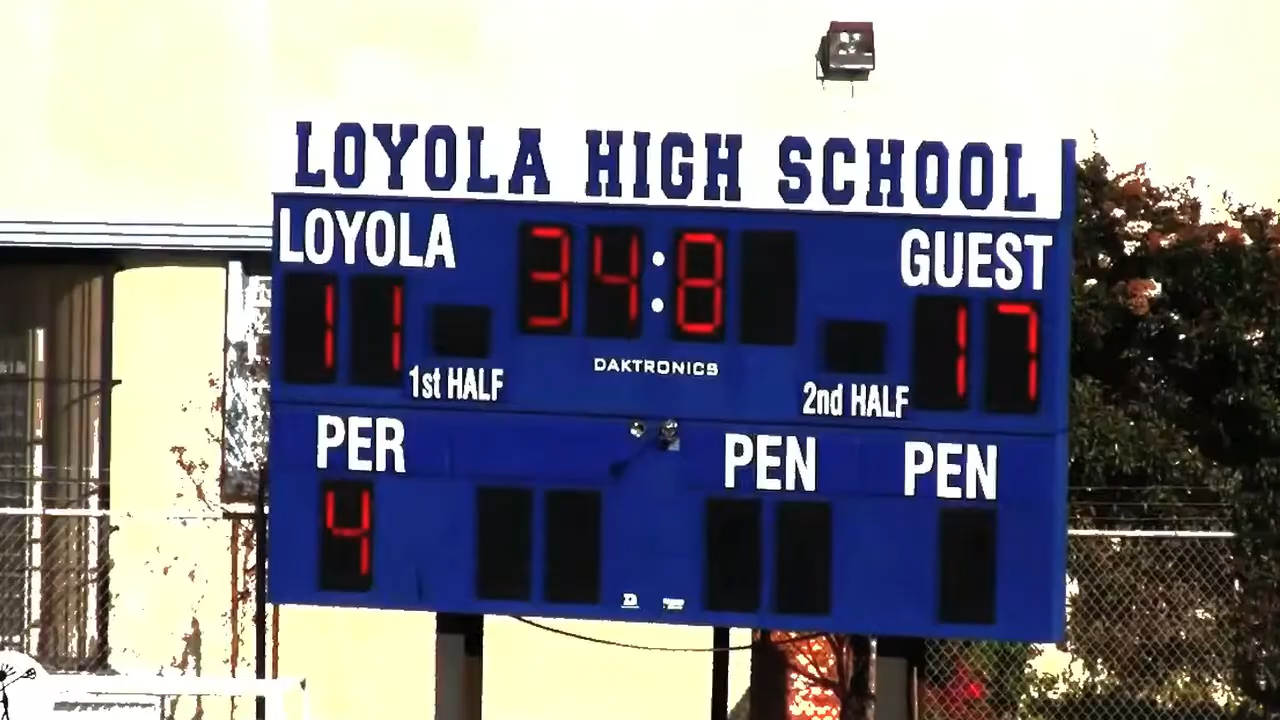 LOYOLA HIGH SCHOOL
LOYOLA
34:8
GUEST
11
17
DAKTRONICS
1st HALF
2nd HALF
PER
PEN
PEN
4